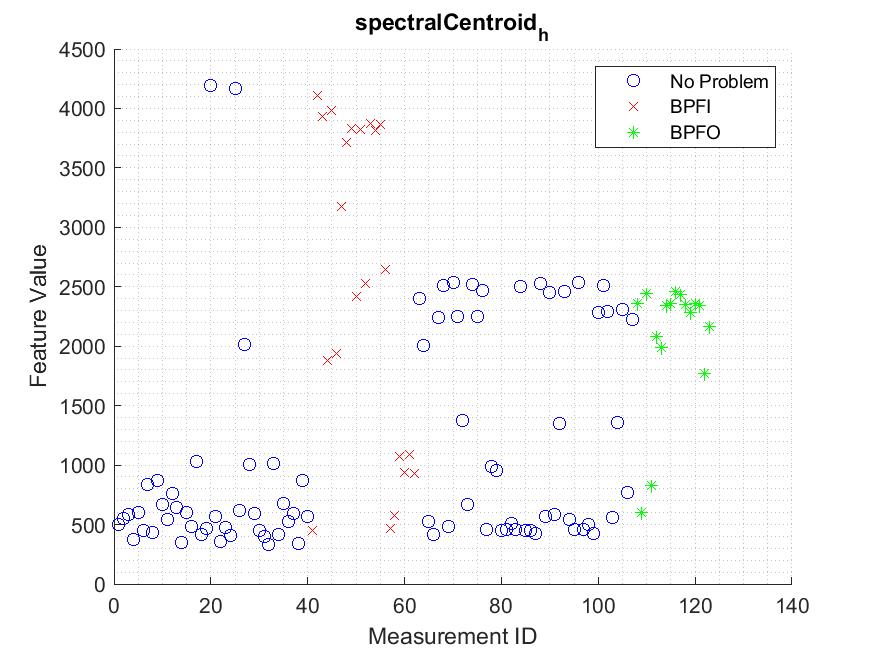 spectralCentroid_h
4500
4000
3500
3000
2500
2000
1500
1000
500
0
Feature Value
No Problem
BPFI
BPFO
0 20 40 60 80 100 120 140
Measurement ID